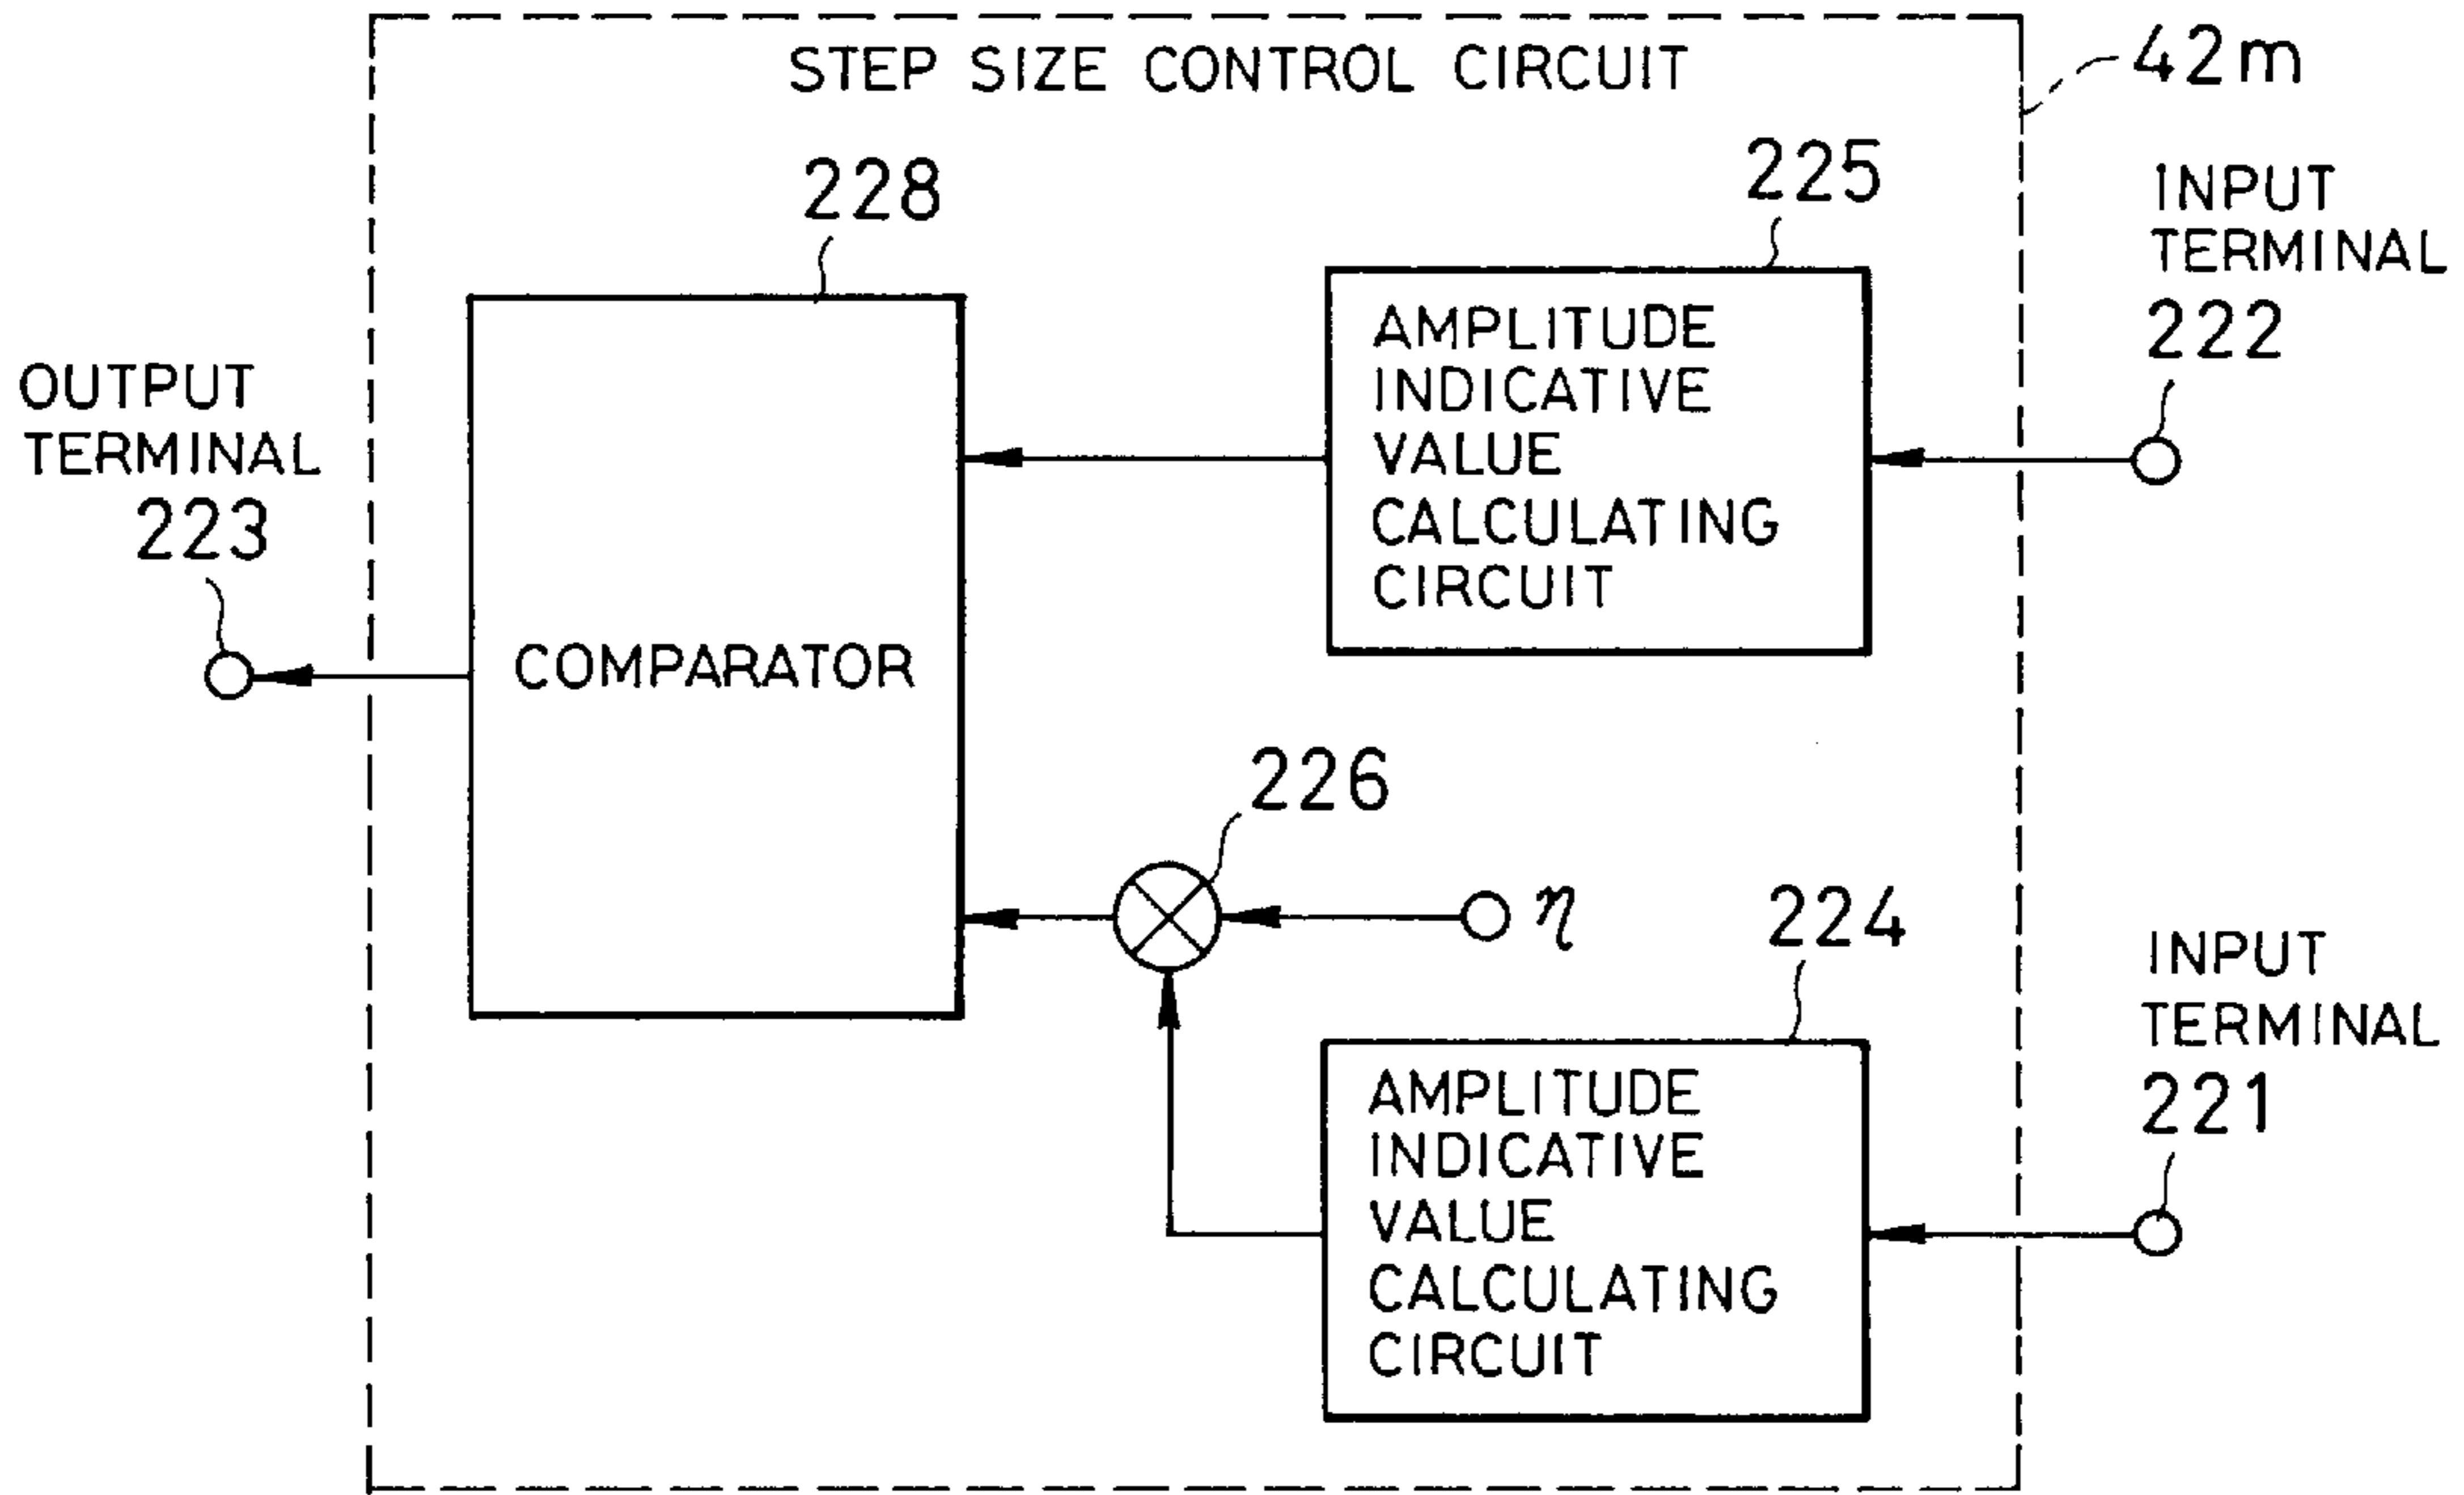 STEP SIZE CONTROL CIRCUIT
42m
228
225
INPUT
TERMINAL
222
AMPLITUDE
INDICATIVE
VALUE
CALCULATING
CIRCUIT
OUTPUT
TERMINAL
223
COMPARATOR
226
η
224
INPUT
TERMINAL
221
AMPLITUDE
INDICATIVE
VALUE
CALCULATING
CIRCUIT